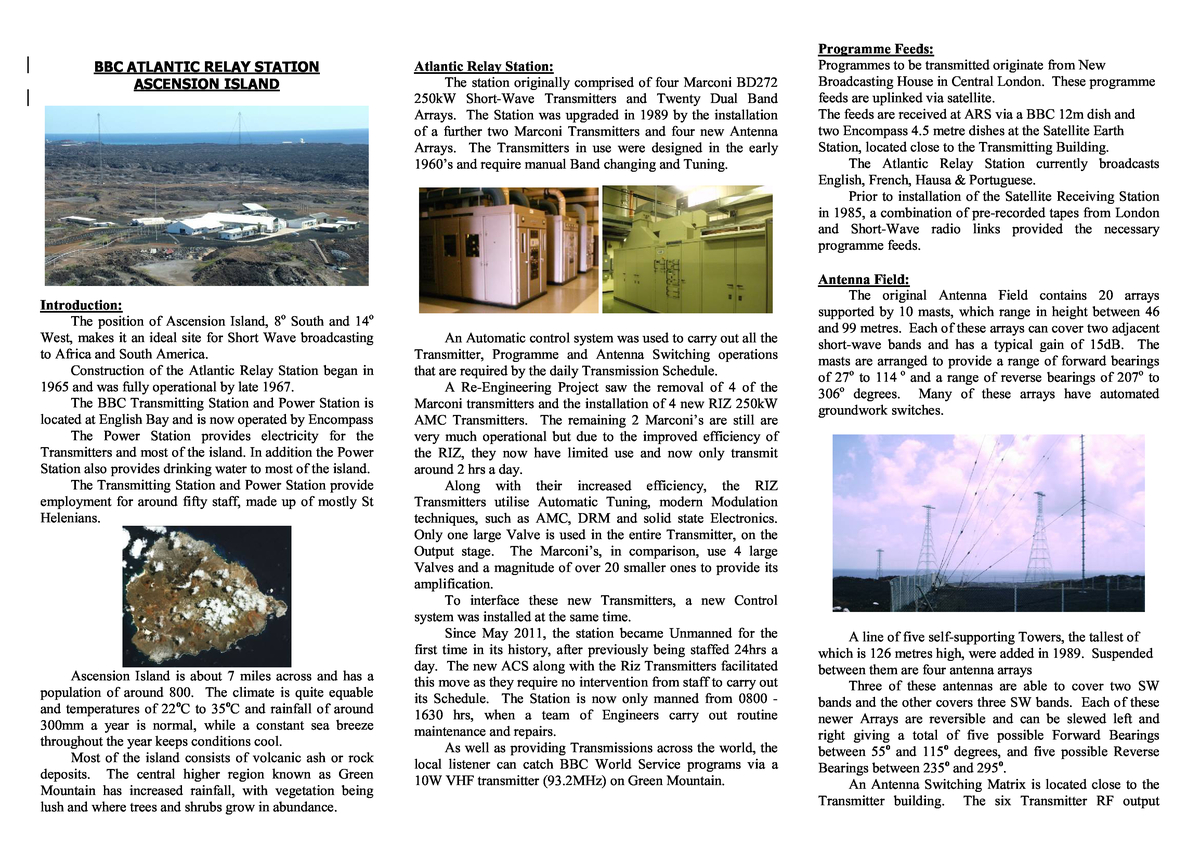 BBC ATLANTIC RELAY STATION
ASCENSION ISLAND
Introduction:
The position of Ascension Island, 8º South and 14º
West, makes it an ideal site for Short Wave broadcasting
to Africa and South America.
Construction of the Atlantic Relay Station began in
1965 and was fully operational by late 1967.
The BBC Transmitting Station and Power Station is
located at English Bay and is now operated by Encompass
The Power Station provides electricity for the
Transmitters and most of the island. In addition the Power
Station also provides drinking water to most of the island.
The Transmitting Station and Power Station provide
employment for around fifty staff, made up of mostly St
Helenians.
Ascension Island is about 7 miles across and has a
population of around 800. The climate is quite equable
and temperatures of 22ºC to 35ºC and rainfall of around
300mm a year is normal, while a constant sea breeze
throughout the year keeps conditions cool.
Most of the island consists of volcanic ash or rock
deposits. The central higher region known as Green
Mountain has increased rainfall, with vegetation being
lush and where trees and shrubs grow in abundance.
Atlantic Relay Station:
The station originally comprised of four Marconi BD272
250kW Short-Wave Transmitters and Twenty Dual Band
Arrays. The Station was upgraded in 1989 by the installation
of a further two Marconi Transmitters and four new Antenna
Arrays. The Transmitters in use were designed in the early
1960's and require manual Band changing and Tuning.
An Automatic control system was used to carry out all the
Transmitter, Programme and Antenna Switching operations
that are required by the daily Transmission Schedule.
A Re-Engineering Project saw the removal of 4 of the
Marconi transmitters and the installation of 4 new RIZ 250kW
AMC Transmitters. The remaining 2 Marconi's are still are
very much operational but due to the improved efficiency of
the RIZ, they now have limited use and now only transmit
around 2 hrs a day.
Along with their increased efficiency, the RIZ
Transmitters utilise Automatic Tuning, modern Modulation
techniques, such as AMC, DRM and solid state Electronics.
Only one large Valve is used in the entire Transmitter, on the
Output stage. The Marconi's, in comparison, use 4 large
Valves and a magnitude of over 20 smaller ones to provide its
amplification.
To interface these new Transmitters, a new Control
system was installed at the same time.
Since May 2011, the station became Unmanned for the
first time in its history, after previously being staffed 24hrs a
day. The new ACS along with the Riz Transmitters facilitated
this move as they require no intervention from staff to carry out
its Schedule. The Station is now only manned from 0800 -
1630 hrs, when a team of Engineers carry out routine
maintenance and repairs.
As well as providing Transmissions across the world, the
local listener can catch BBC World Service programs via a
10W VHF transmitter (93.2MHz) on Green Mountain.
Programme Feeds:
Programmes to be transmitted originate from New
Broadcasting House in Central London. These programme
feeds are uplinked via satellite.
The feeds are received at ARS via a BBC 12m dish and
two Encompass 4.5 metre dishes at the Satellite Earth
Station, located close to the Transmitting Building.
The Atlantic Relay Station currently broadcasts
English, French, Hausa & Portuguese.
Prior to installation of the Satellite Receiving Station
in 1985, a combination of pre-recorded tapes from London
and Short-Wave radio links provided the necessary
programme feeds.
Antenna Field:
The original Antenna Field contains 20 arrays
supported by 10 masts, which range in height between 46
and 99 metres. Each of these arrays can cover two adjacent
short-wave bands and has a typical gain of 15dB. The
masts are arranged to provide a range of forward bearings
of 27º to 114 º and a range of reverse bearings of 207º to
306º degrees. Many of these arrays have automated
groundwork switches.
A line of five self-supporting Towers, the tallest of
which is 126 metres high, were added in 1989. Suspended
between them are four antenna arrays
Three of these antennas are able to cover two SW
bands and the other covers three SW bands. Each of these
newer Arrays are reversible and can be slewed left and
right giving a total of five possible Forward Bearings
between 55º and 115º degrees, and five possible Reverse
Bearings between 235º and 295º.
An Antenna Switching Matrix is located close to the
Transmitter building. The six Transmitter RF output